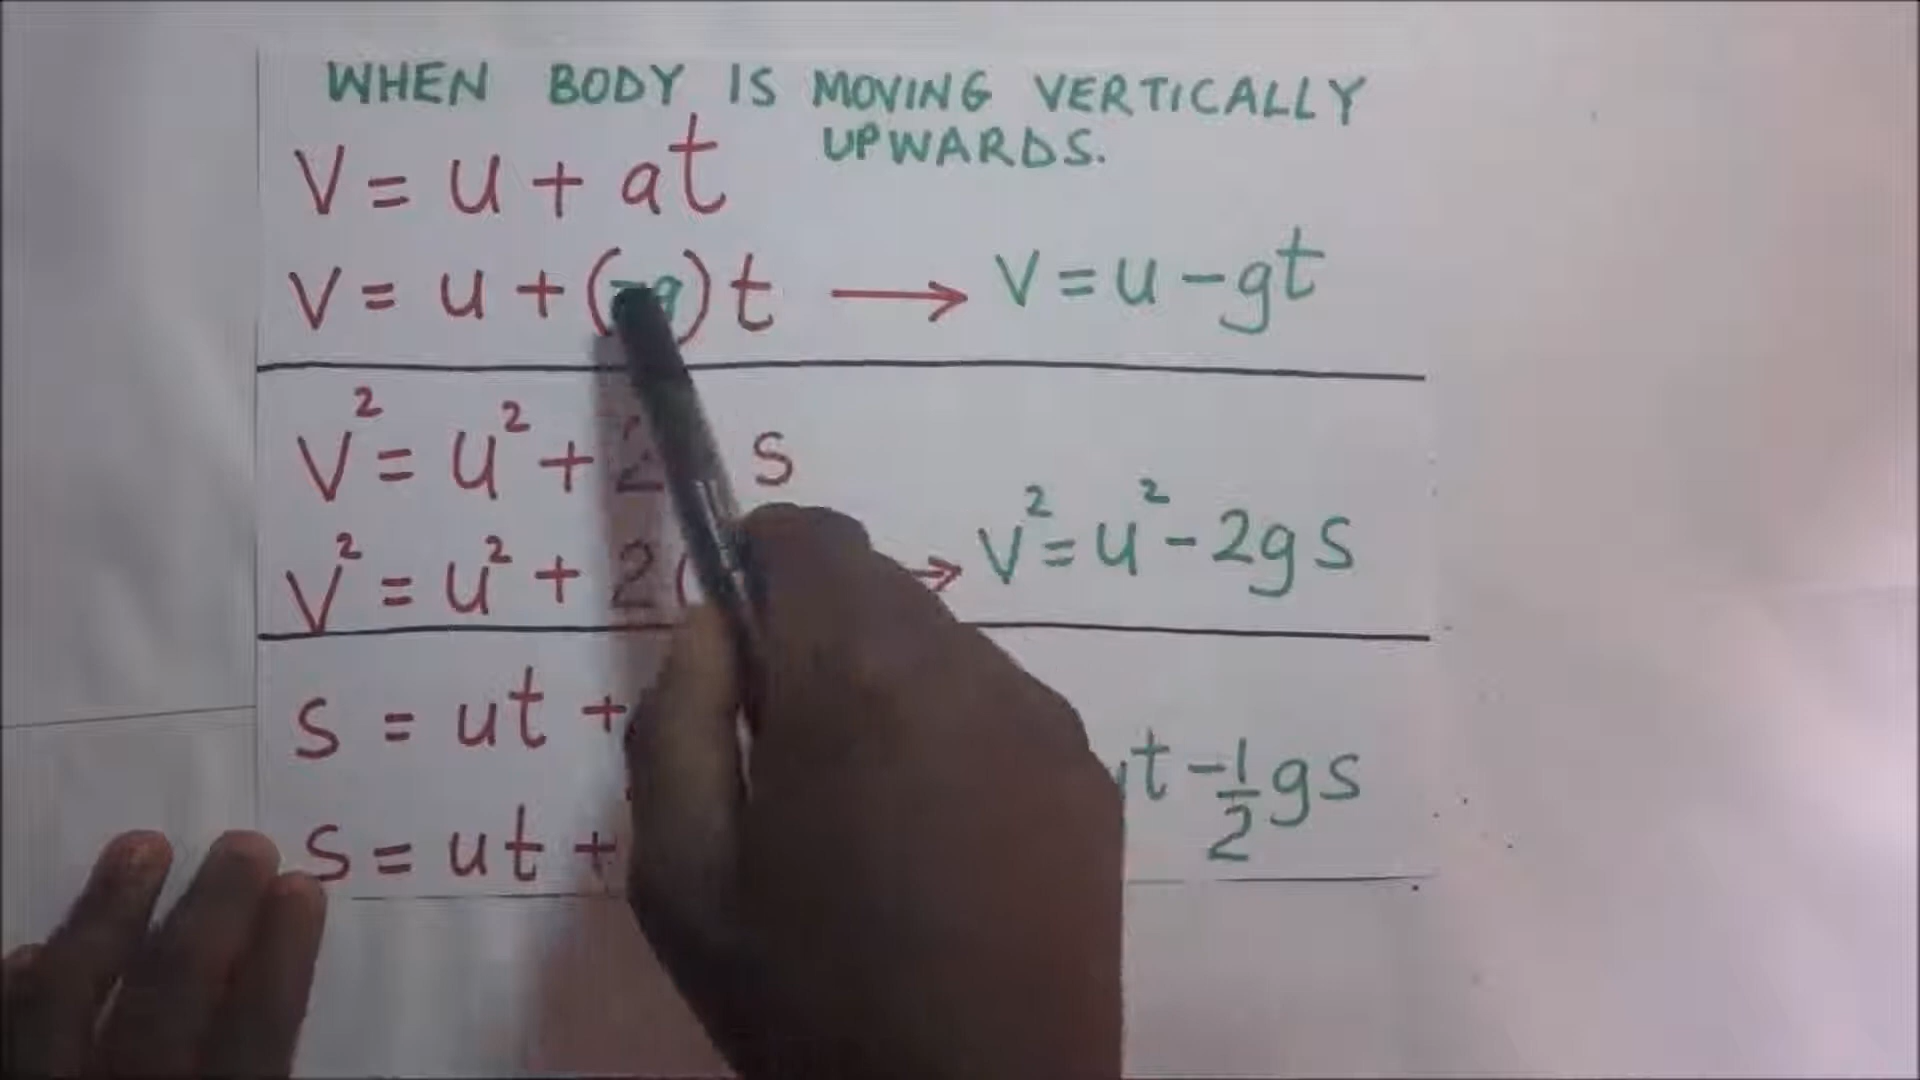 WHEN BODY IS MOVING VERTICALLY
UPWARDS.
V = u + at
V = u + (-g) t → V = u - gt
V² = u² + 2 s
V² = u² + 2( → V² = u² - 2gs
s = ut +
t - 1/2 gs
s = ut +